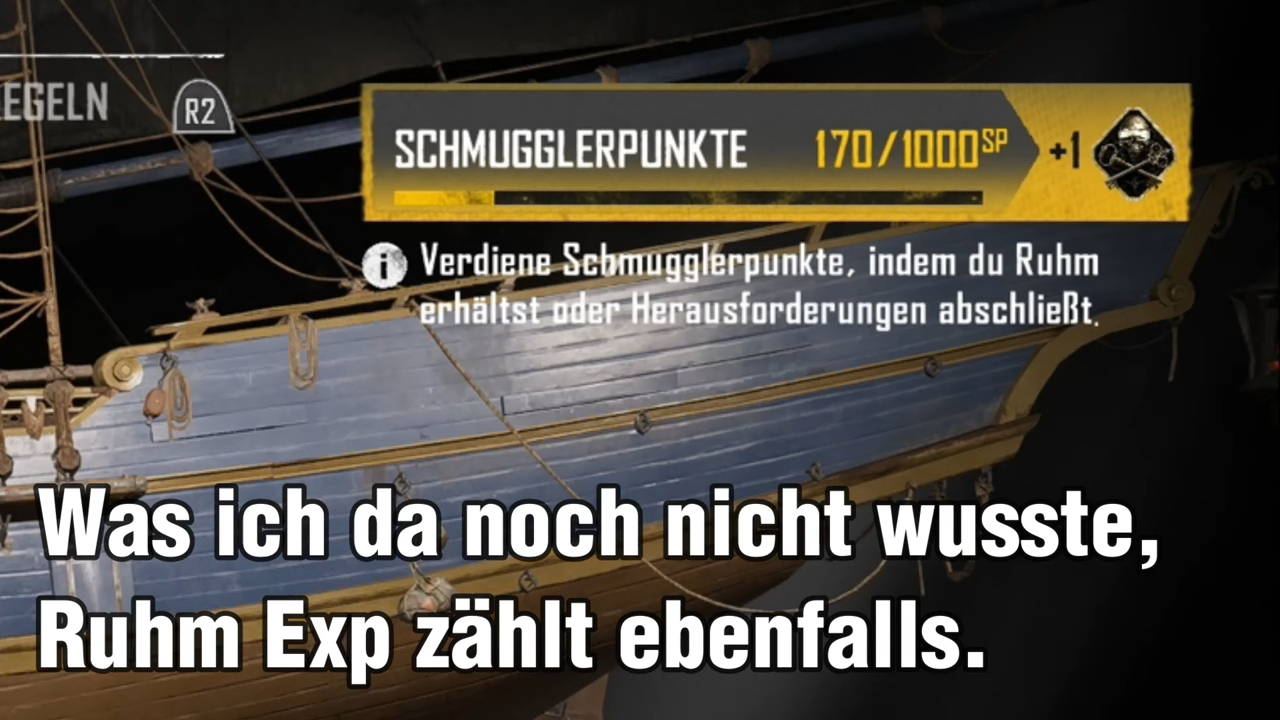 EGELN R2
SCHMUGGLERPUNKTE 170/1000SP +1
i Verdiene Schmugglerpunkte, indem du Ruhm
erhältst oder Herausforderungen abschließt.
Was ich da noch nicht wusste,
Ruhm Exp zählt ebenfalls.